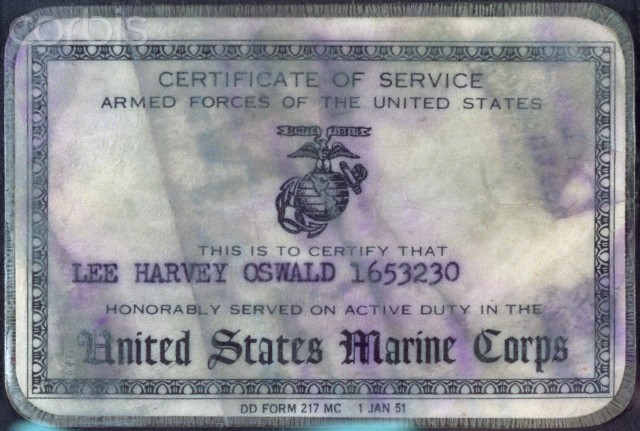 corbis
CERTIFICATE OF SERVICE
ARMED FORCES OF THE UNITED STATES
SEMPER FIDELIS
THIS IS TO CERTIFY THAT
LEE HARVEY OSWALD 1653230
HONORABLY SERVED ON ACTIVE DUTY IN THE
United States Marine Corps
DD FORM 217 MC 1 JAN 51